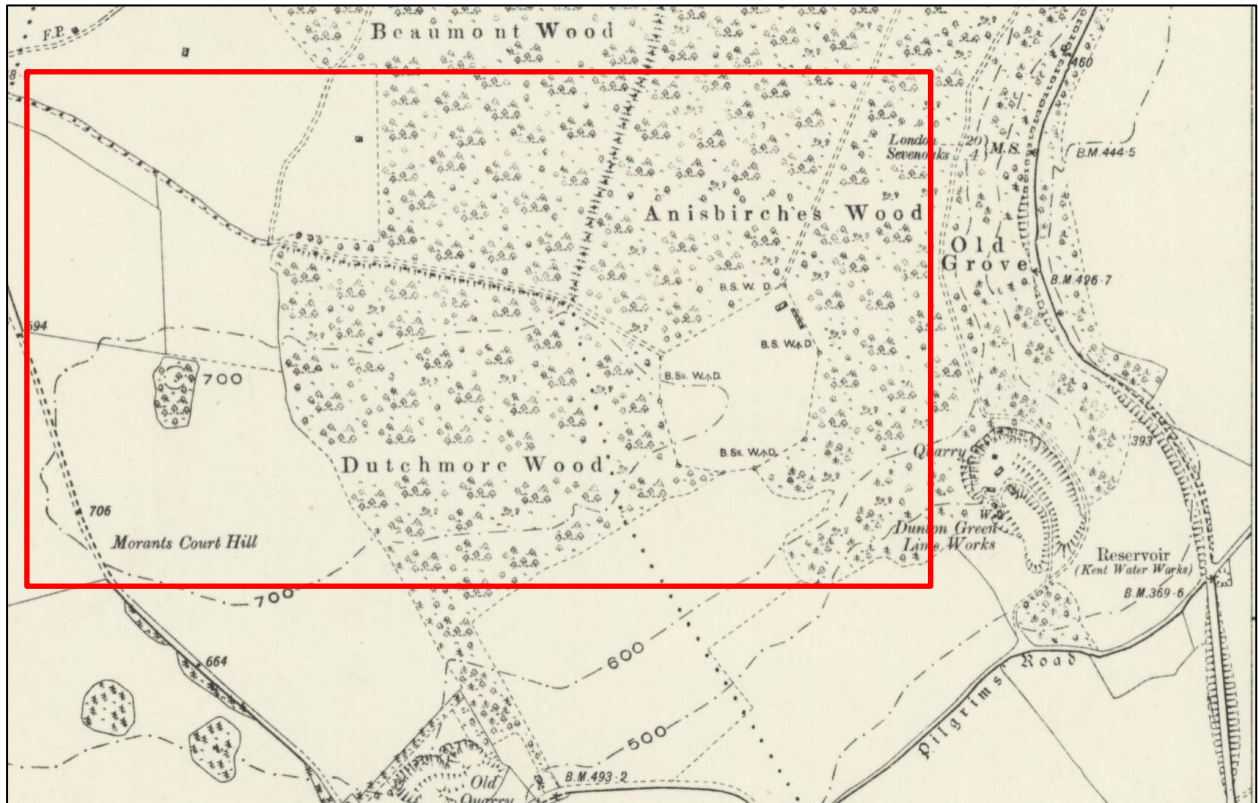 F.P.
Beaumont Wood
460
London 20
Sevenoaks 4 } M.S.
B.M.444·5
Anisbirches Wood
Old
Grove
B.M.426·7
B.S. W. D.
694
B.S. W.D.
700
B.Ss. W.D.
393
B.Ss. W.D.
Quarry
Dutchmore Wood
706
W.
Morants Court Hill
Dunton Green
Lime Works
Reservoir
(Kent Water Works)
B.M.369·6
700
600
664
Pilgrims Road
500
B.M.493·2
Old
Quarry